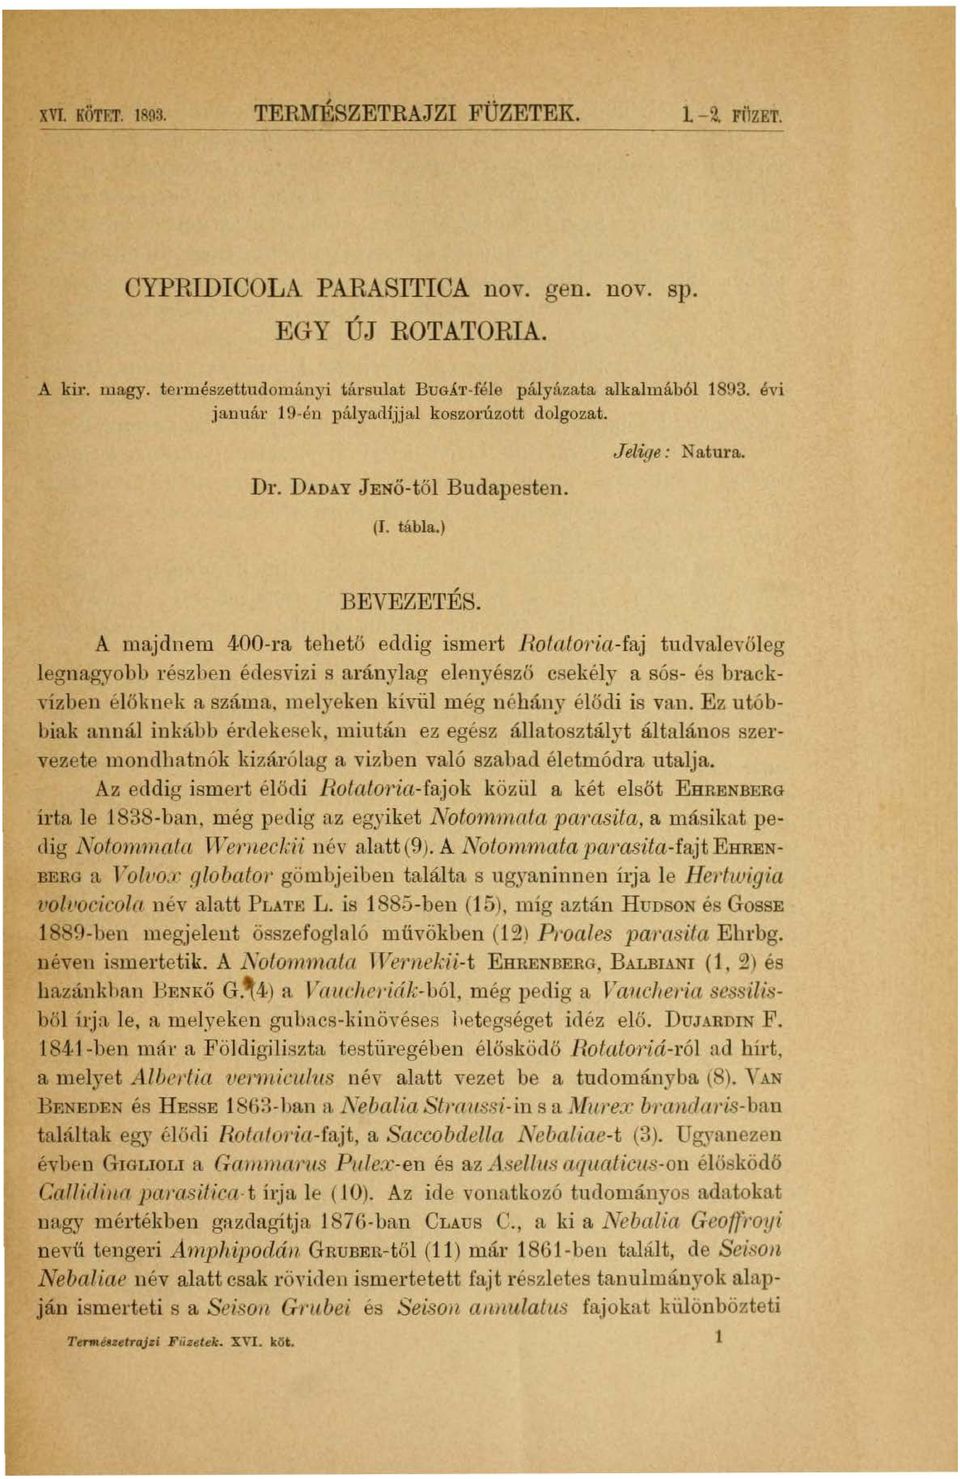 XVI. KÖTET. 1893. TERMÉSZETRAJZI FÜZETEK. 1.-2. FÜZET.
CYPRIDICOLA PARASITICA nov. gen. nov. sp.
EGY ÚJ ROTATORIA.
A kir. magy. természettudományi társulat BUGÁT-féle pályázata alkalmából 1893. évi
január 19-én pályadíjjal koszorúzott dolgozat.
Jelige: Natura.
Dr. DADAY JENŐ-től Budapesten.
(I. tábla.)
BEVEZETÉS.
A majdnem 400-ra tehető eddig ismert Rotatoria-faj tudvalevőleg
legnagyobb részben édesvizi s aránylag elenyésző csekély a sós- és brack-
vízben élőknek a száma, melyeken kívül még néhány élődi is van. Ez utób-
biak annál inkább érdekesek, miután ez egész állatosztályt általános szer-
vezete mondhatnók kizárólag a vizben való szabad életmódra utalja.
Az eddig ismert élődi Rotatoria-fajok közül a két elsőt EHRENBERG
írta le 1838-ban, még pedig az egyiket Notommata parasita, a másikat pe-
dig Notommata Werneckii név alatt (9). A Notommata parasita-fajt EHREN-
BERG a Volvox globator gömbjeiben találta s ugyaninnen írja le Hertwigia
volvocicola név alatt PLATE L. is 1885-ben (15), míg aztán HUDSON és GOSSE
1889-ben megjelent összefoglaló művökben (12) Proales parasita Ehrbg.
néven ismertetik. A Notommata Wernekii-t EHRENBERG, BALBIANI (1, 2) és
hazánkban BENKŐ G. (4) a Vaucheriák-ból, még pedig a Vaucheria sessilis-
ből írja le, a melyeken gubacs-kinövéses betegséget idéz elő. DUJARDIN F.
1841-ben már a Földigiliszta testüregében élősködő Rotatoriá-ról ad hírt,
a melyet Albertia vermiculus név alatt vezet be a tudományba (8). VAN
BENEDEN és HESSE 1863-ban a Nebalia Straussi-in s a Murex brandaris-ban
találtak egy élődi Rotatoria-fajt, a Saccobdella Nebaliae-t (3). Ugyanezen
évben GIGLIOLI a Gammarus Pulex-en és az Asellus aquaticus-on élősködő
Callidina parasitica-t írja le (10). Az ide vonatkozó tudományos adatokat
nagy mértékben gazdagítja 1876-ban CLAUS C., a ki a Nebalia Geoffroyi
nevű tengeri Amphipodán GRUBER-től (11) már 1861-ben talált, de Seison
Nebaliae név alatt csak röviden ismertetett fajt részletes tanulmányok alap-
ján ismerteti s a Seison Grubei és Seison annulatus fajokat különbözteti
Természetrajzi Füzetek. XVI. köt. 1